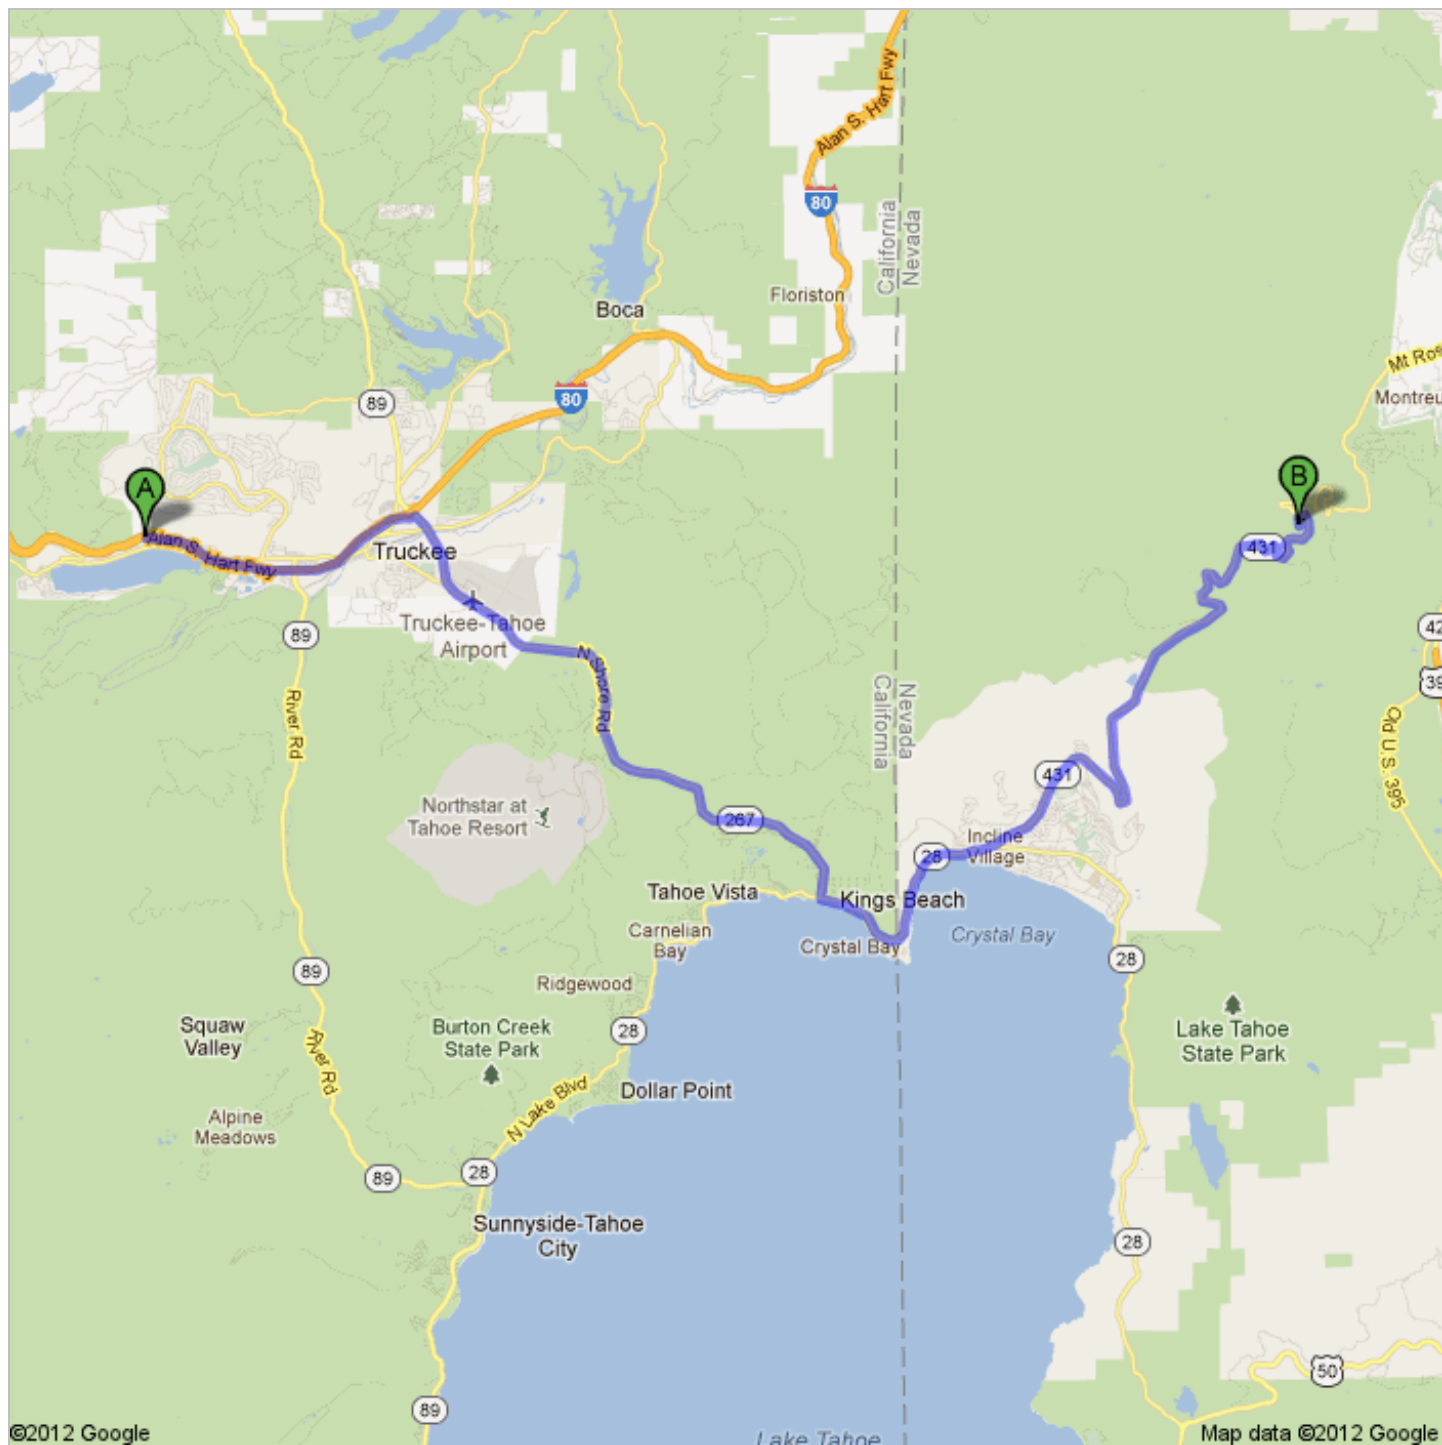 Alan S. Hart Fwy
80
California
Nevada
Floriston
Boca
Mt Ros
80
89
Montreu
A
B
Alan S. Hart Fwy
Truckee
431
Truckee-Tahoe
Airport
89
N Shore Rd
42
39
River Rd
Nevada
California
Old U.S. 395
431
Northstar at
Tahoe Resort
267
Incline
Village
28
Tahoe Vista
Kings Beach
Carnelian
Bay
Crystal Bay
Crystal Bay
28
89
Ridgewood
Squaw
Valley
Burton Creek
State Park
28
Lake Tahoe
State Park
River Rd
Dollar Point
N Lake Blvd
Alpine
Meadows
89
28
Sunnyside-Tahoe
City
28
50
89
©2012 Google
Lake Tahoe
Map data ©2012 Google